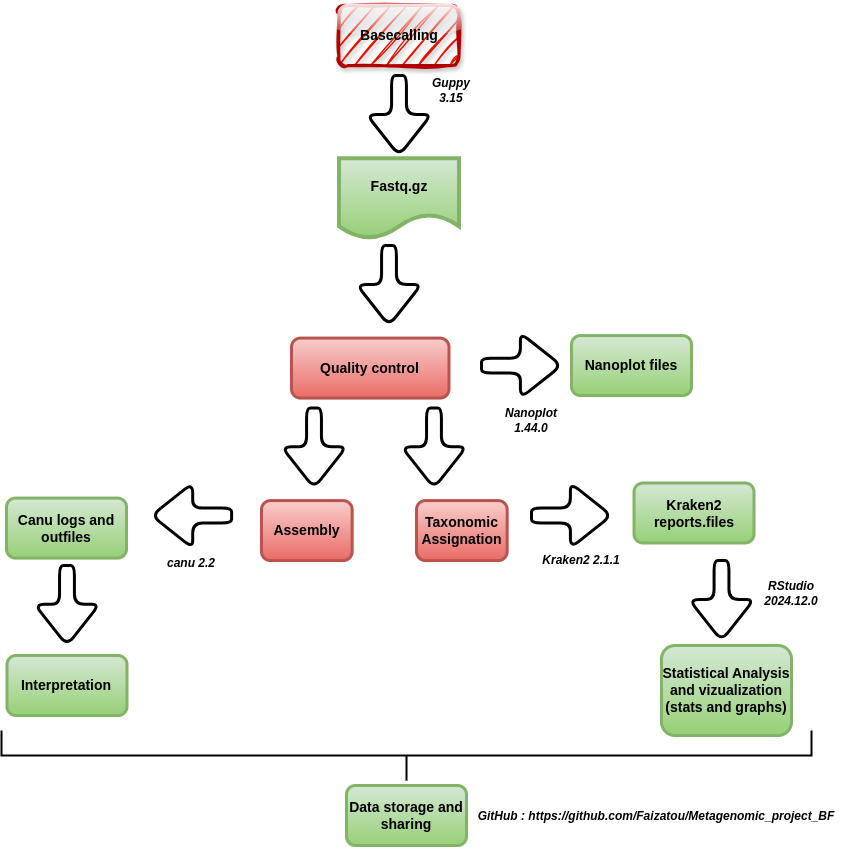 Basecalling
Guppy
3.15
Fastq.gz
Quality control
Nanoplot files
Nanoplot
1.44.0
Canu logs and
outfiles
Assembly
Taxonomic
Assignation
Kraken2
reports.files
canu 2.2
Kraken2 2.1.1
RStudio
2024.12.0
Interpretation
Statistical Analysis
and vizualization
(stats and graphs)
Data storage and
sharing
GitHub : https://github.com/Faizatou/Metagenomic_project_BF